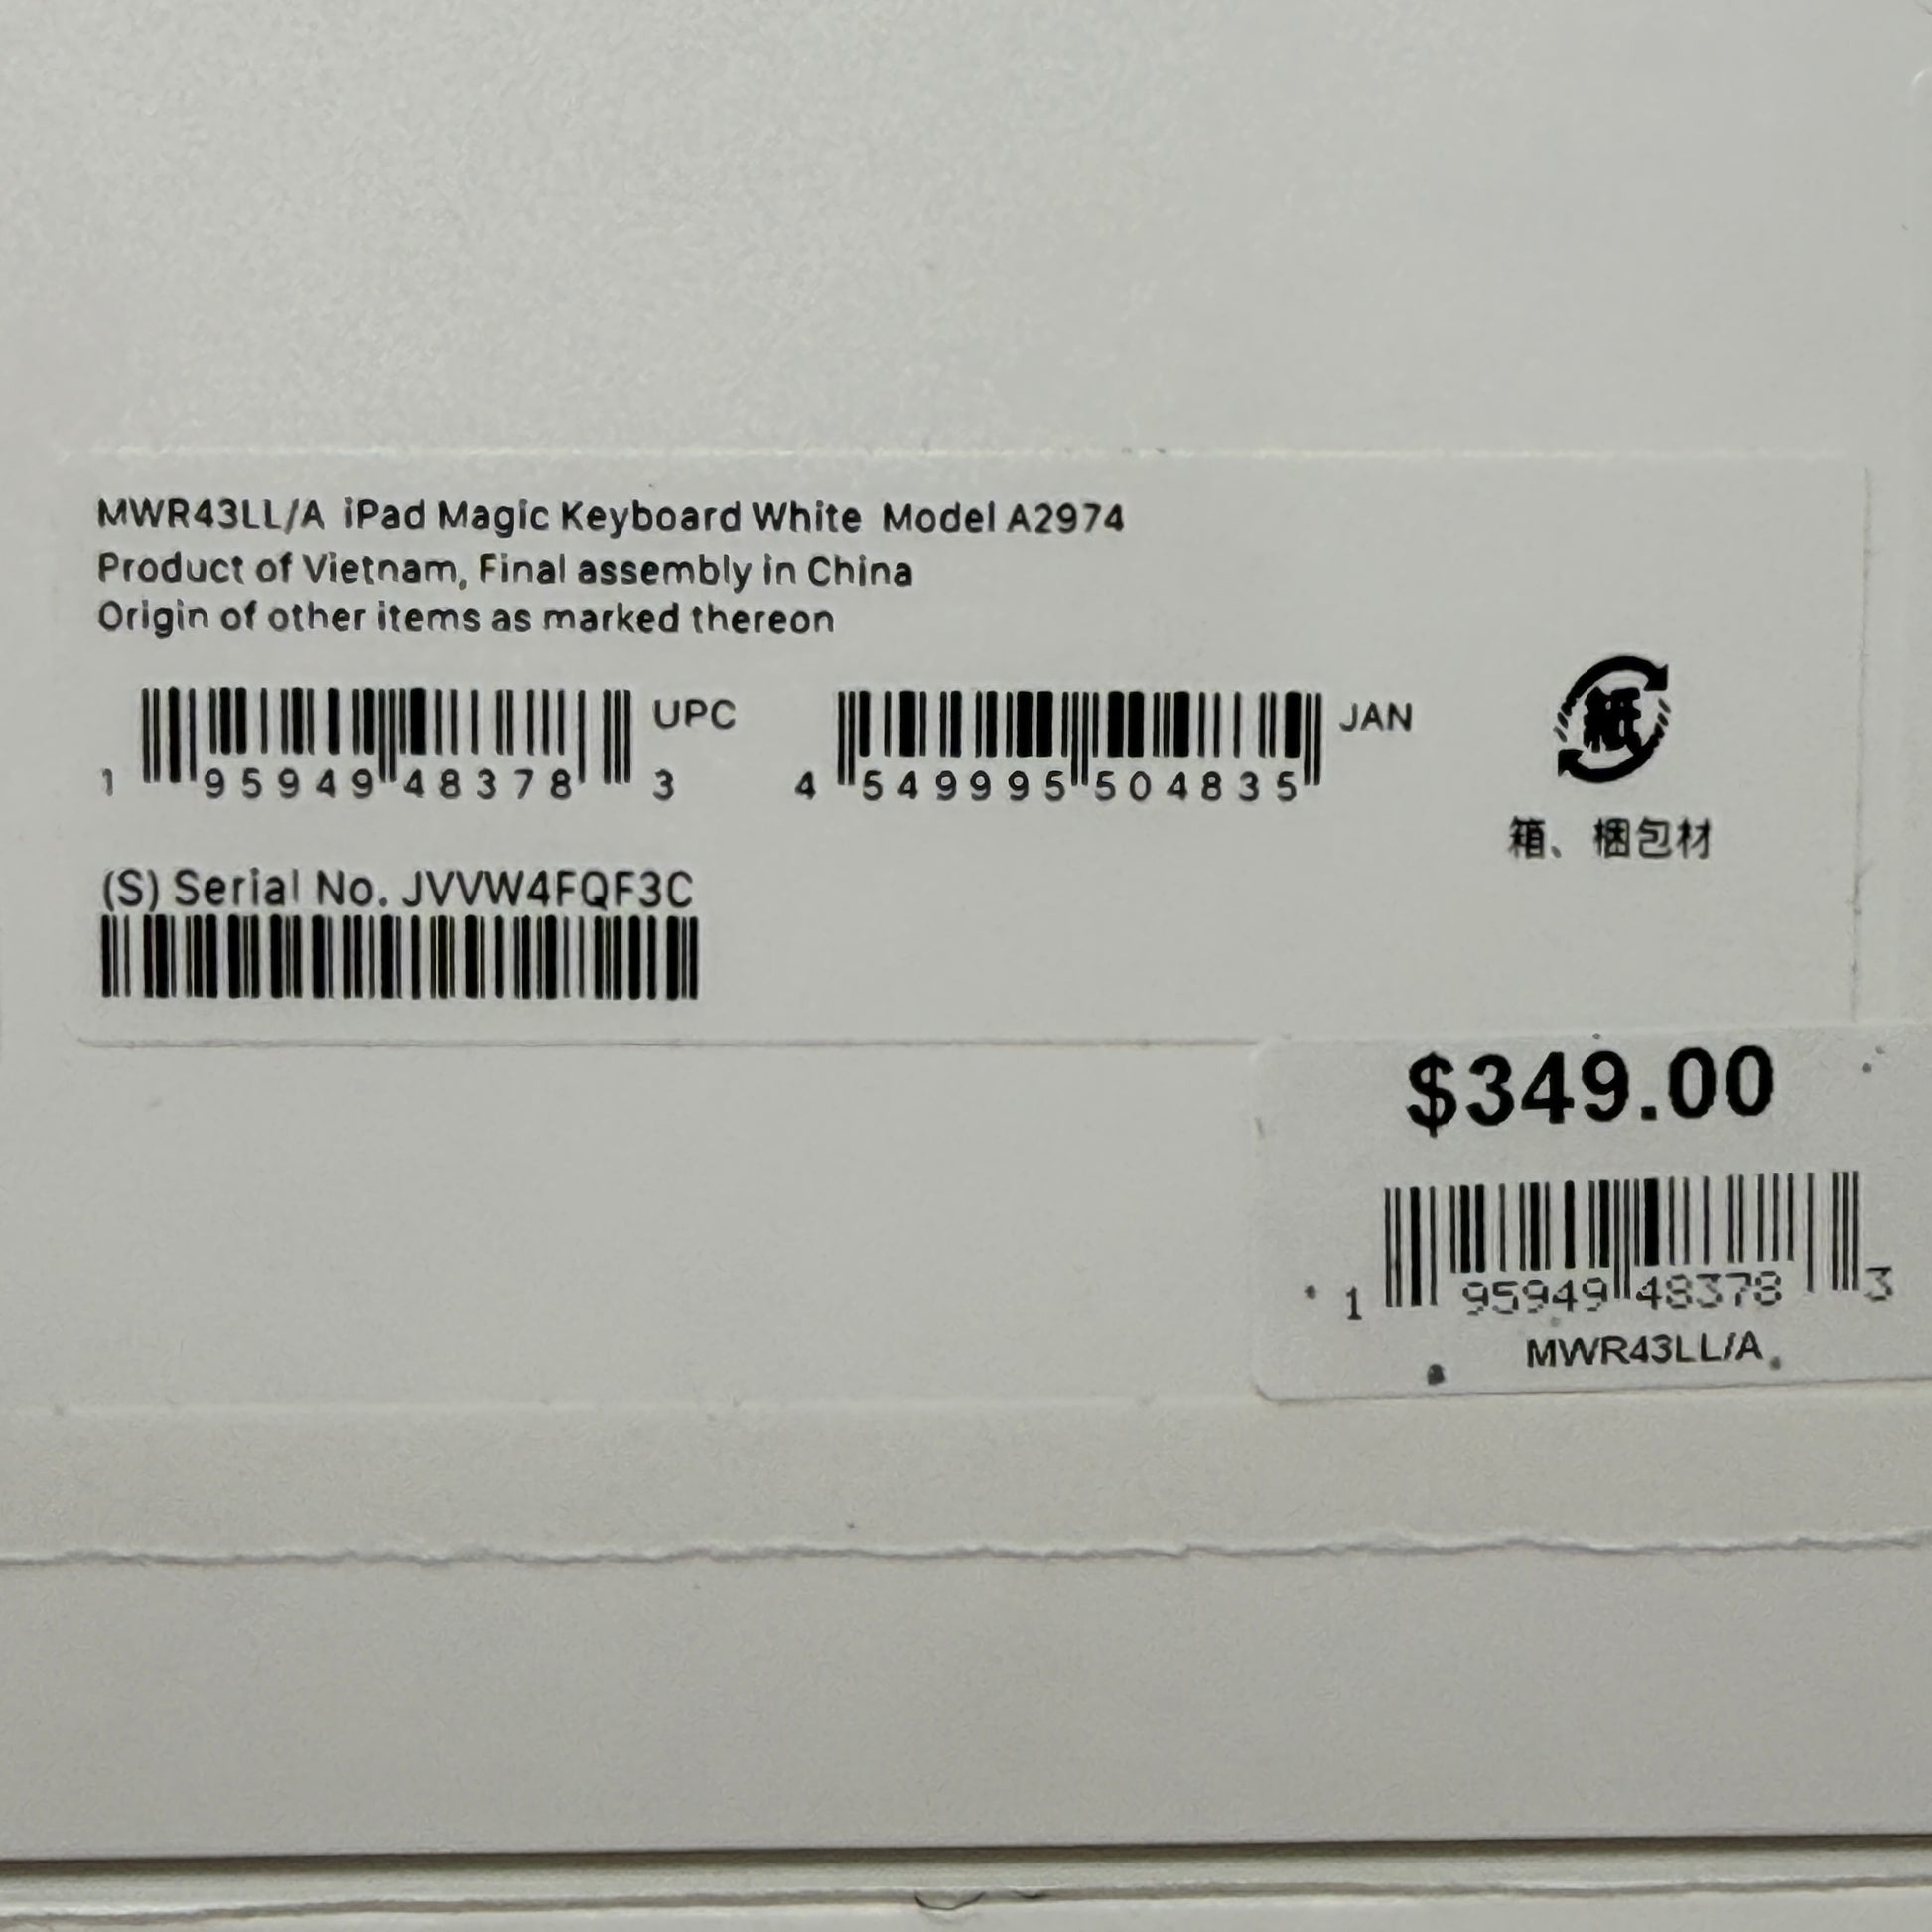 MWR43LL/A iPad Magic Keyboard White Model A2974
Product of Vietnam, Final assembly in China
Origin of other items as marked thereon
UPC
1 95949 48378 3
JAN
4 549995 504835
紙
箱、梱包材
(S) Serial No. JVVW4FQF3C
$349.00
1 95949 48378 3
MWR43LL/A